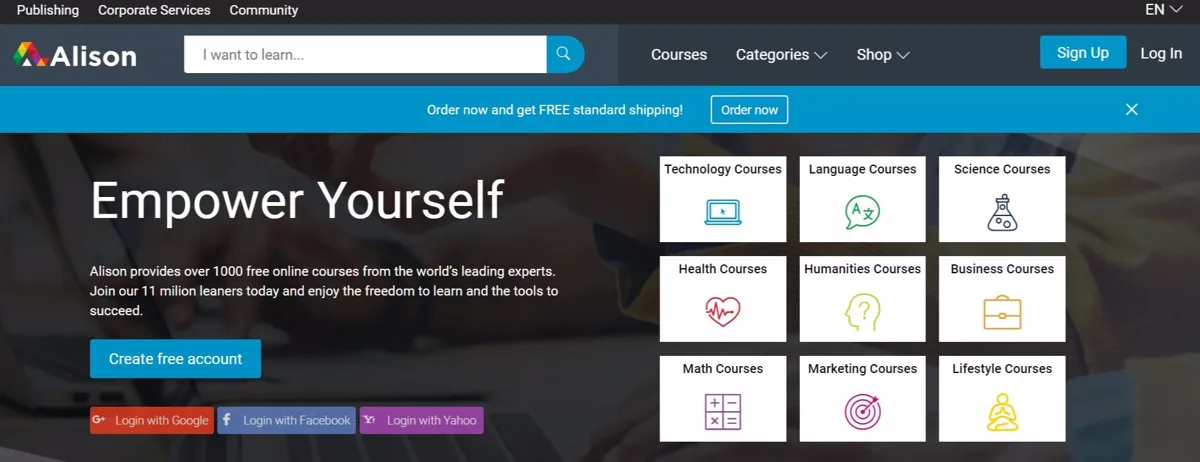 Publishing Corporate Services Community EN
Alison I want to learn... Courses Categories Shop Sign Up Log In
Order now and get FREE standard shipping! Order now
Empower Yourself
Alison provides over 1000 free online courses from the world's leading experts.
Join our 11 milion leaners today and enjoy the freedom to learn and the tools to
succeed.
Create free account
G+ Login with Google f Login with Facebook Y! Login with Yahoo
Technology Courses Language Courses Science Courses
A文
Health Courses Humanities Courses Business Courses
?
Math Courses Marketing Courses Lifestyle Courses